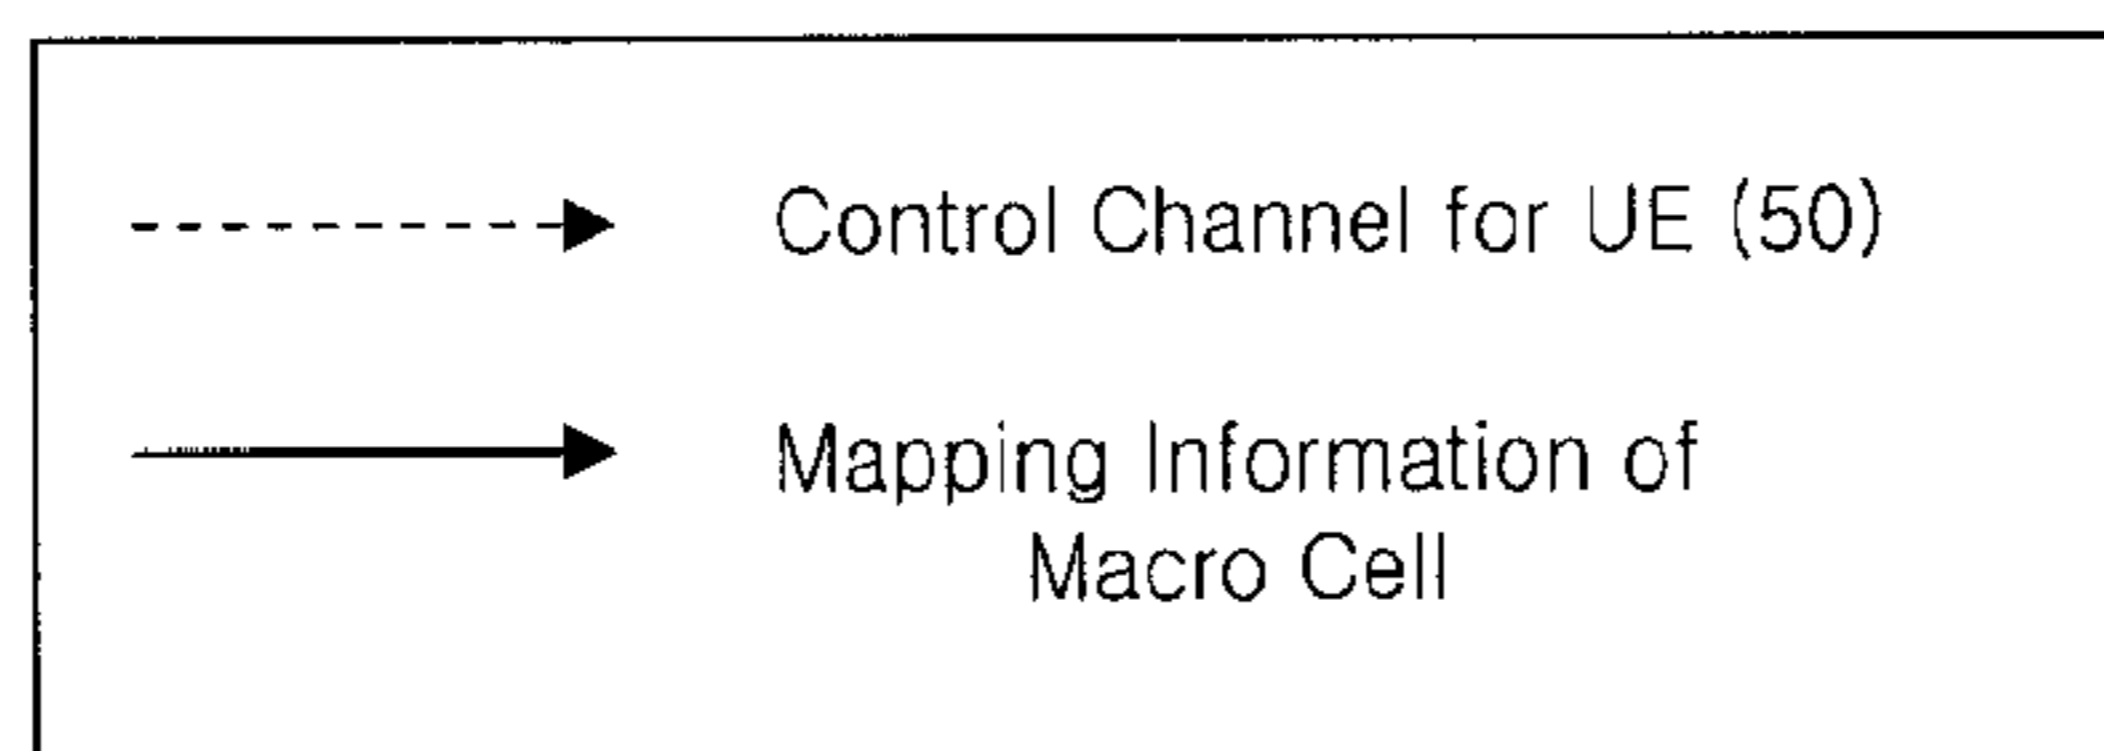 Control Channel for UE (50)
Mapping Information of
Macro Cell